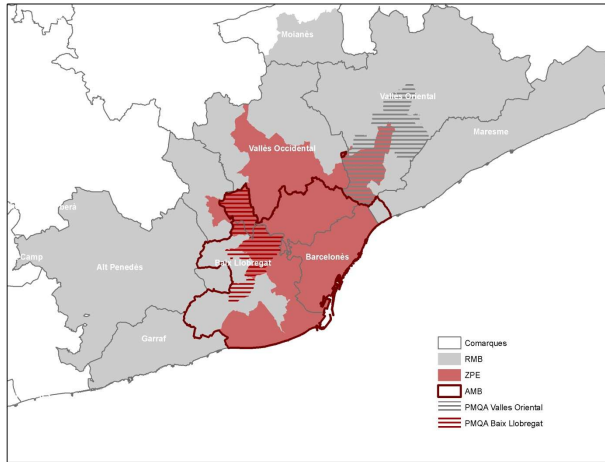 Moianès
Vallès Oriental
Maresme
Vallès Occidental
Camp
Alt Penedès
Baix Llobregat
Barcelonès
Garraf
Comarques
RMB
ZPE
AMB
PMQA Valles Oriental
PMQA Baix Llobregat